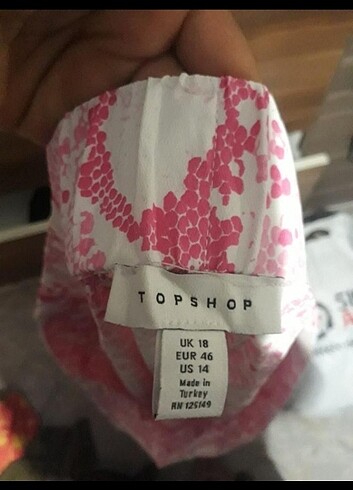 TOPSHOP
UK 18
EUR 46
US 14
Made in
Turkey
RN 125149